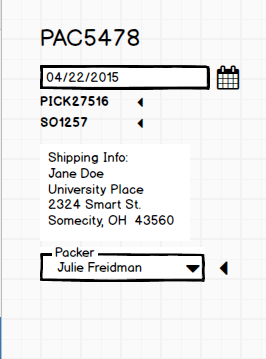 PAC5478
04/22/2015
PICK27516
SO1257
Shipping Info:
Jane Doe
University Place
2324 Smart St.
Somecity, OH 43560
Packer
Julie Freidman